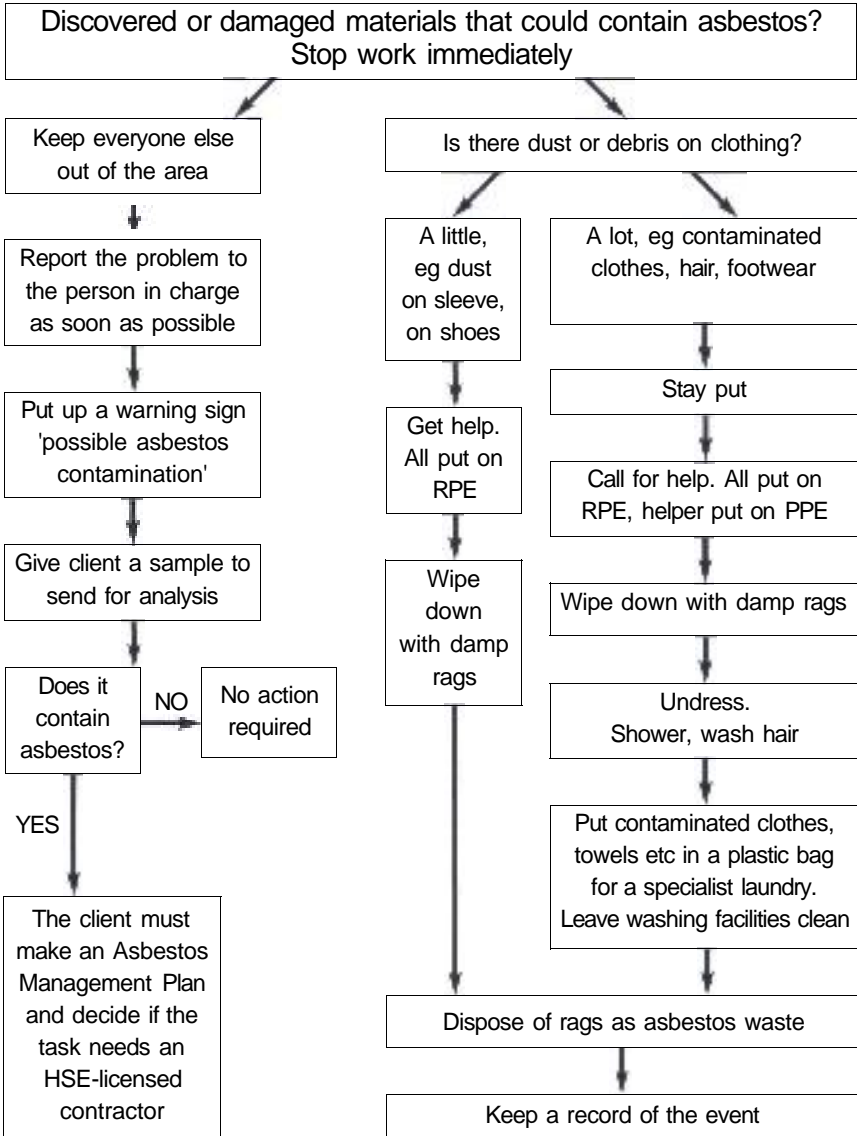 Discovered or damaged materials that could contain asbestos?
Stop work immediately
Keep everyone else
out of the area
Report the problem to
the person in charge
as soon as possible
Put up a warning sign
'possible asbestos
contamination'
Give client a sample to
send for analysis
Does it
contain
asbestos?
NO
No action
required
YES
The client must
make an Asbestos
Management Plan
and decide if the
task needs an
HSE-licensed
contractor
Is there dust or debris on clothing?
A little,
eg dust
on sleeve,
on shoes
Get help.
All put on
RPE
Wipe
down
with damp
rags
A lot, eg contaminated
clothes, hair, footwear
Stay put
Call for help. All put on
RPE, helper put on PPE
Wipe down with damp rags
Undress.
Shower, wash hair
Put contaminated clothes,
towels etc in a plastic bag
for a specialist laundry.
Leave washing facilities clean
Dispose of rags as asbestos waste
Keep a record of the event